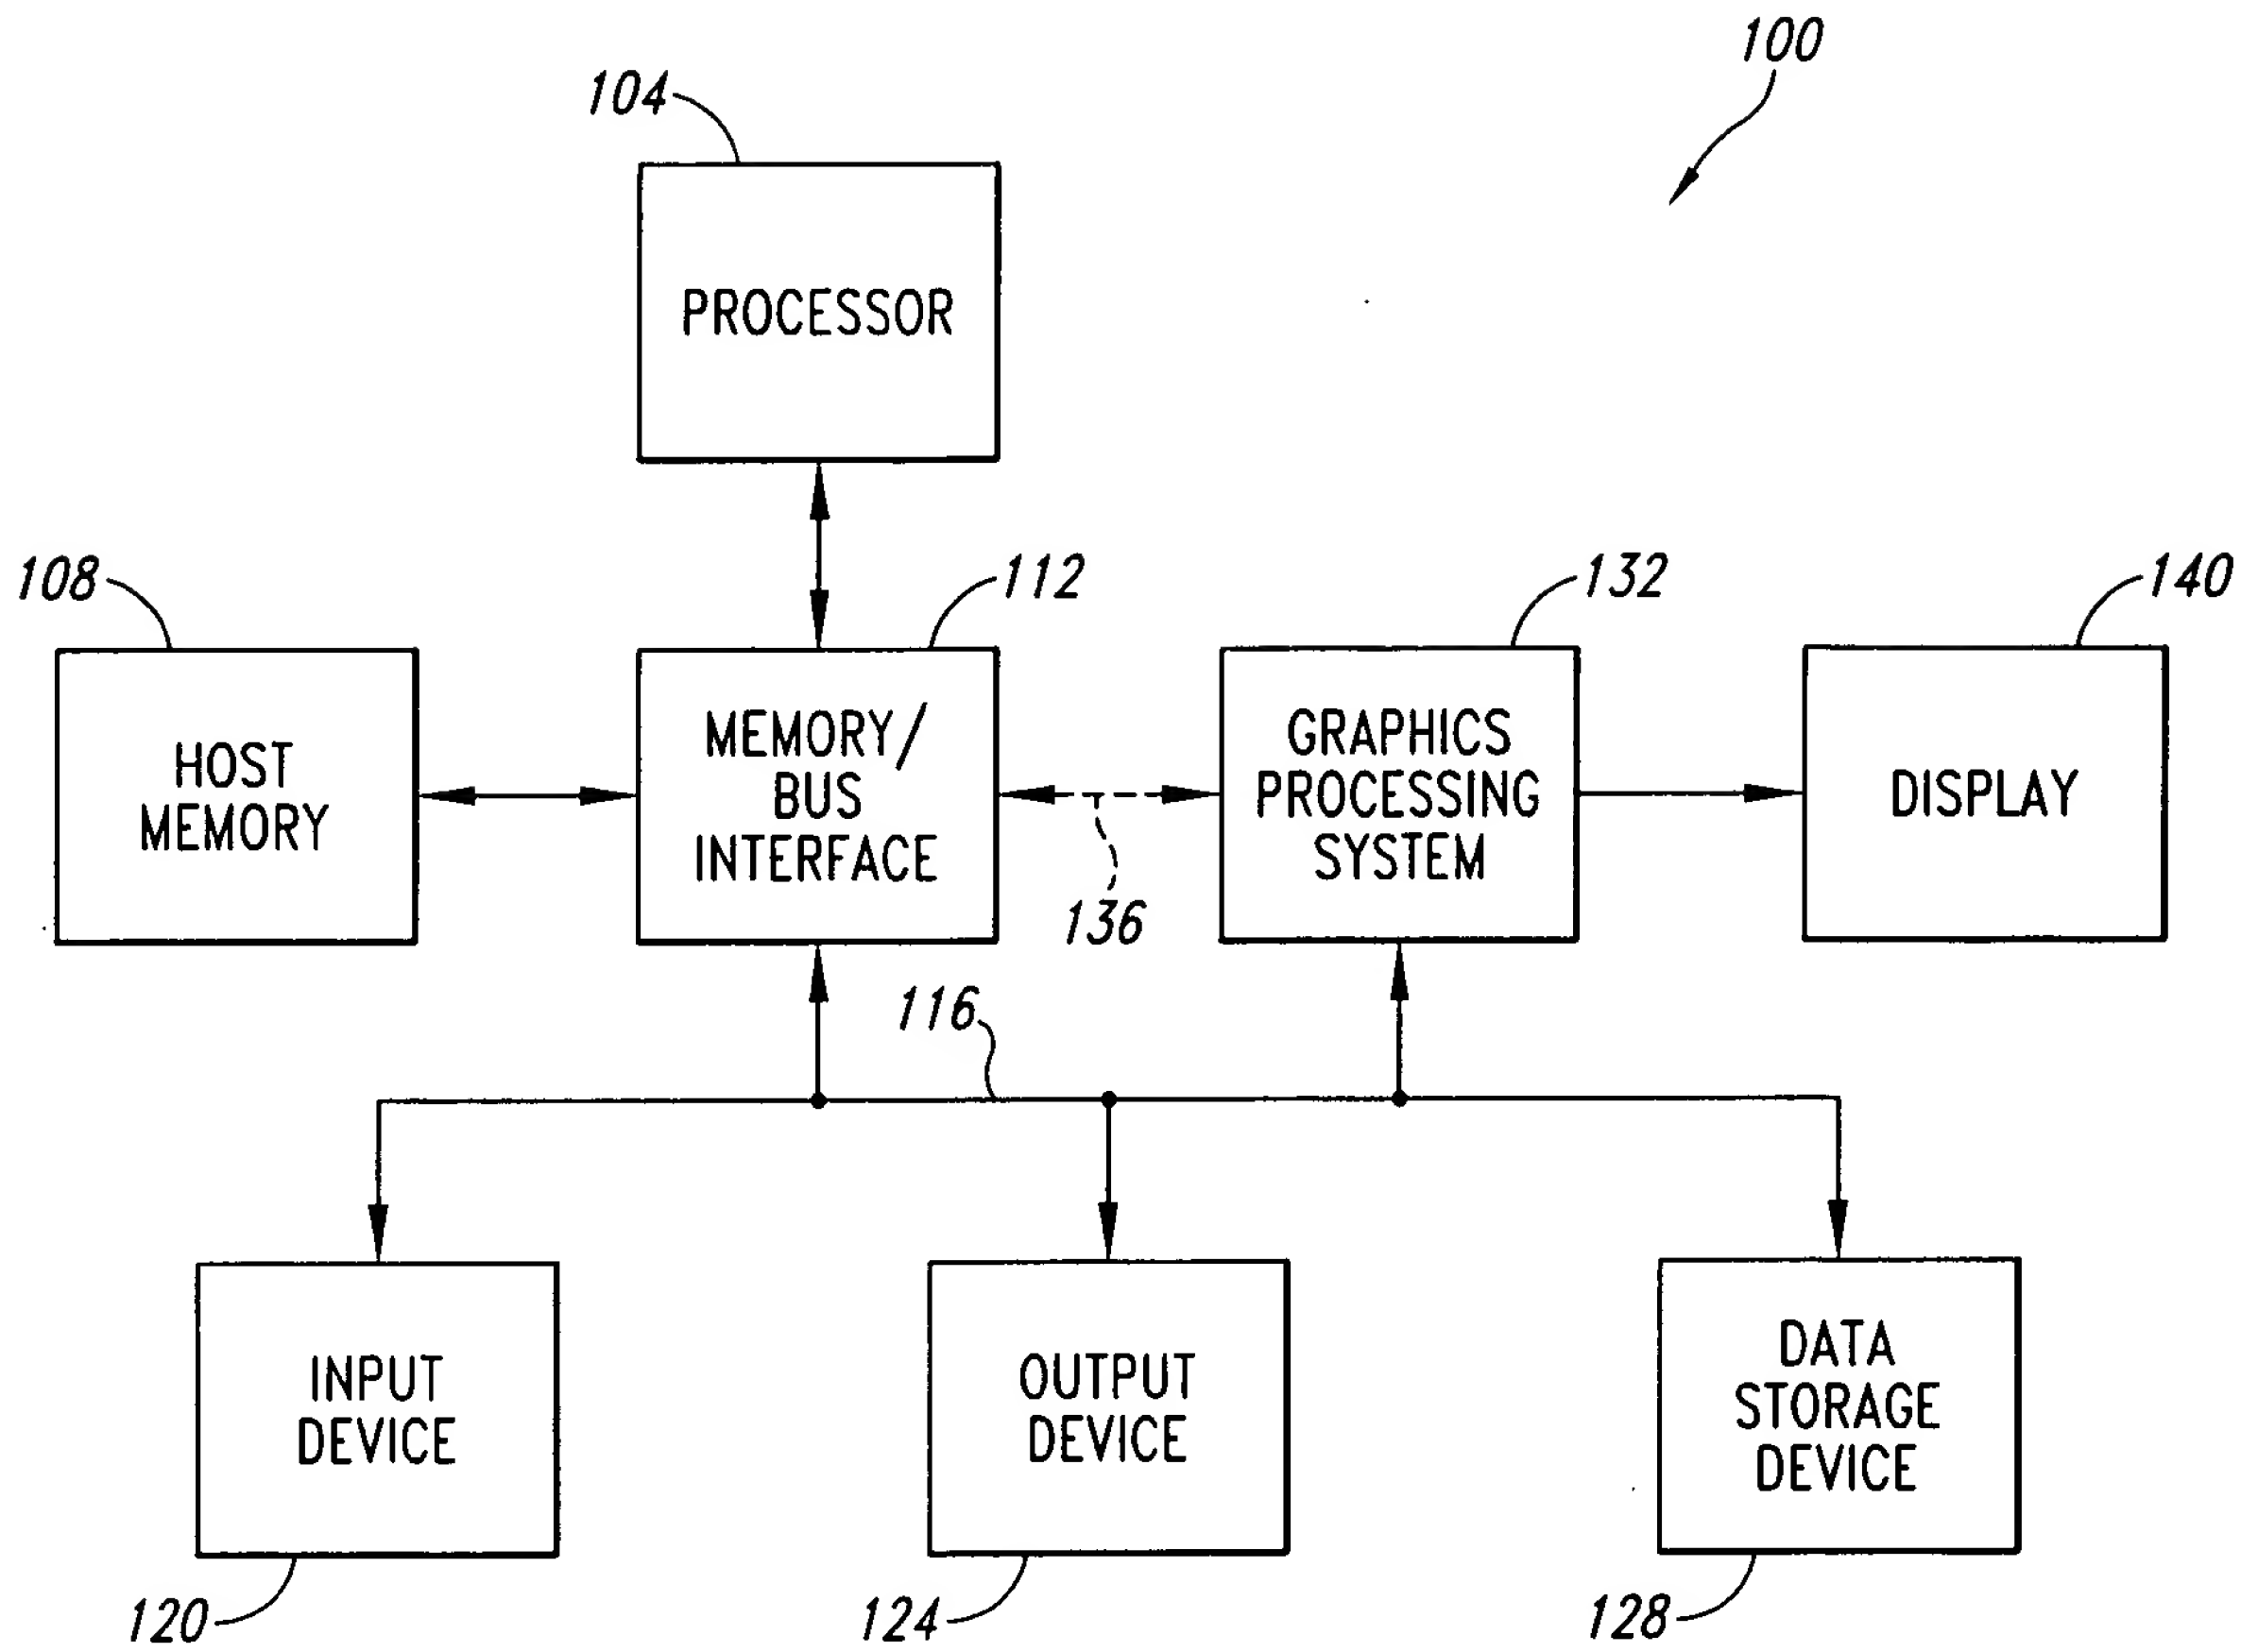 100
104
PROCESSOR
108
112
132
140
HOST
MEMORY
MEMORY/
BUS
INTERFACE
136
GRAPHICS
PROCESSING
SYSTEM
DISPLAY
116
INPUT
DEVICE
OUTPUT
DEVICE
DATA
STORAGE
DEVICE
120
124
128